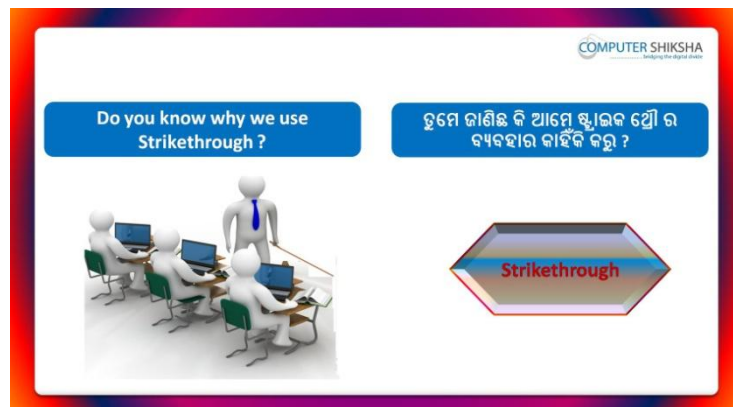 COMPUTER SHIKSHA
bridging the digital divide
Do you know why we use
Strikethrough ?
ତୁମେ ଜାଣିଛ କି ଆମେ ଷ୍ଟ୍ରାଇକ ଥ୍ରୌ ର
ବ୍ୟବହାର କାହିଁକି କରୁ ?
Strikethrough